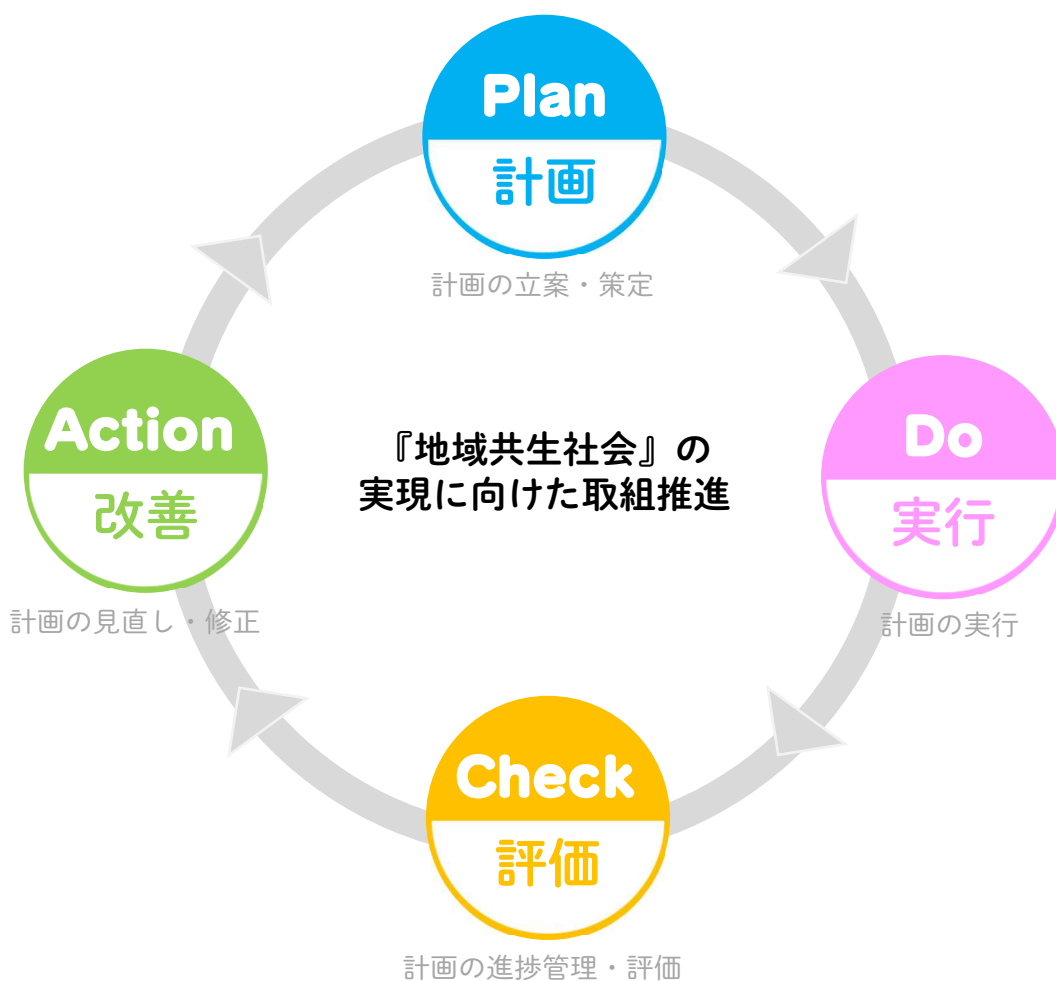 Plan
計画
計画の立案・策定
Do
実行
計画の実行
Check
評価
計画の進捗管理・評価
Action
改善
計画の見直し・修正
『地域共生社会』の
実現に向けた取組推進